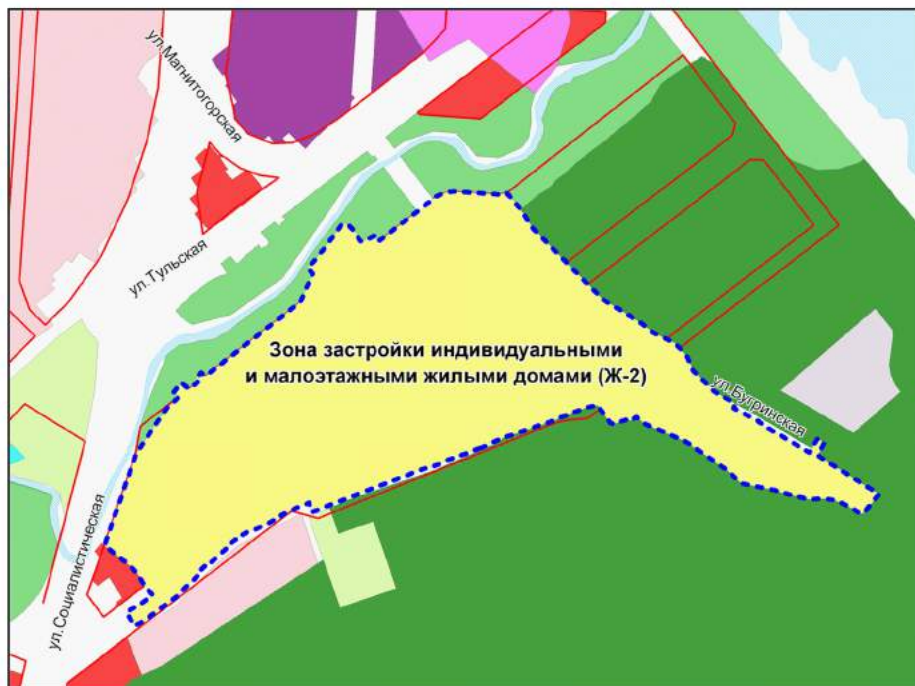 ул.Магнитогорская
ул.Тульская
Зона застройки индивидуальными
и малоэтажными жилыми домами (Ж-2)
ул.Бугринская
ул.Социалистическая